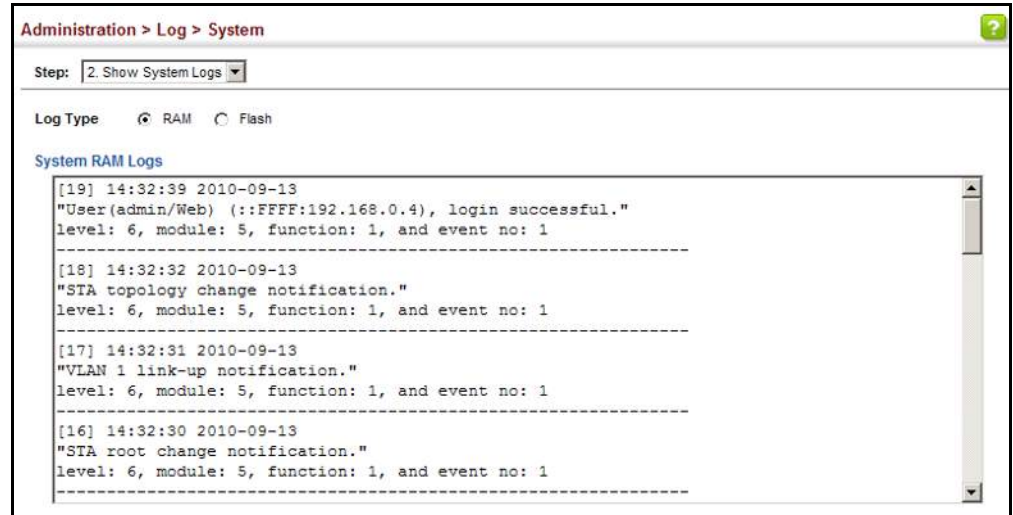 Administration > Log > System
?
Step: 2. Show System Logs
Log Type RAM Flash
System RAM Logs
[19] 14:32:39 2010-09-13
"User(admin/Web) (::FFFF:192.168.0.4), login successful."
level: 6, module: 5, function: 1, and event no: 1
---------------------------------------------------------------
[18] 14:32:32 2010-09-13
"STA topology change notification."
level: 6, module: 5, function: 1, and event no: 1
---------------------------------------------------------------
[17] 14:32:31 2010-09-13
"VLAN 1 link-up notification."
level: 6, module: 5, function: 1, and event no: 1
---------------------------------------------------------------
[16] 14:32:30 2010-09-13
"STA root change notification."
level: 6, module: 5, function: 1, and event no: 1
---------------------------------------------------------------